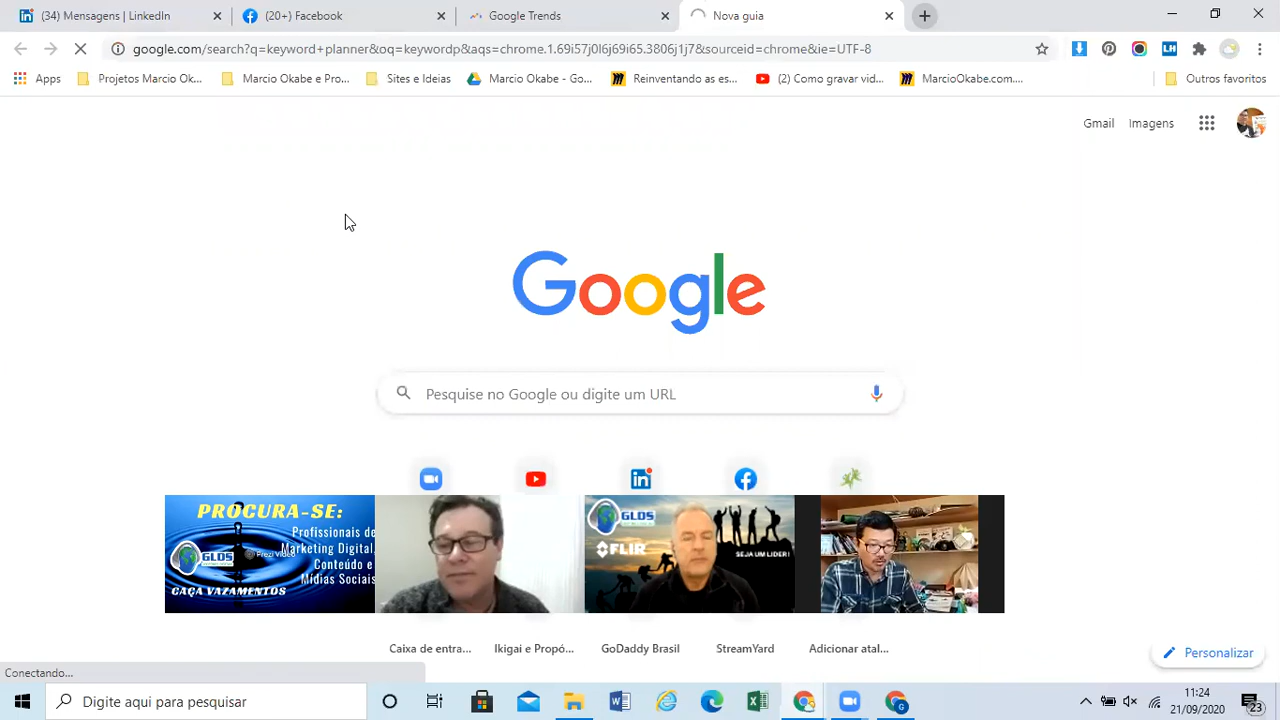 (34) Mensagens | LinkedIn
(20+) Facebook
Google Trends
Nova guia
google.com/search?q=keyword+planner&oq=keywordp&aqs=chrome.1.69i57j0l6j69i65.3806j1j7&sourceid=chrome&ie=UTF-8
Apps
Projetos Marcio Ok...
Marcio Okabe e Pro...
Sites e Ideias
Marcio Okabe - Go...
Reinventando as es...
(2) Como gravar vid...
MarcioOkabe.com....
Outros favoritos
Gmail
Imagens
Google
Pesquise no Google ou digite um URL
PROCURA-SE:
Profissionais de
Marketing Digital,
Conteúdo e
Mídias Sociais
GLOS
Prezi Video
CAÇA VAZAMENTOS
GLOS
FLIR
SEJA UM LIDER!
Caixa de entra...
Ikigai e Propó...
GoDaddy Brasil
StreamYard
Adicionar atal...
Personalizar
Conectando...
Digite aqui para pesquisar
11:24
21/09/2020
23